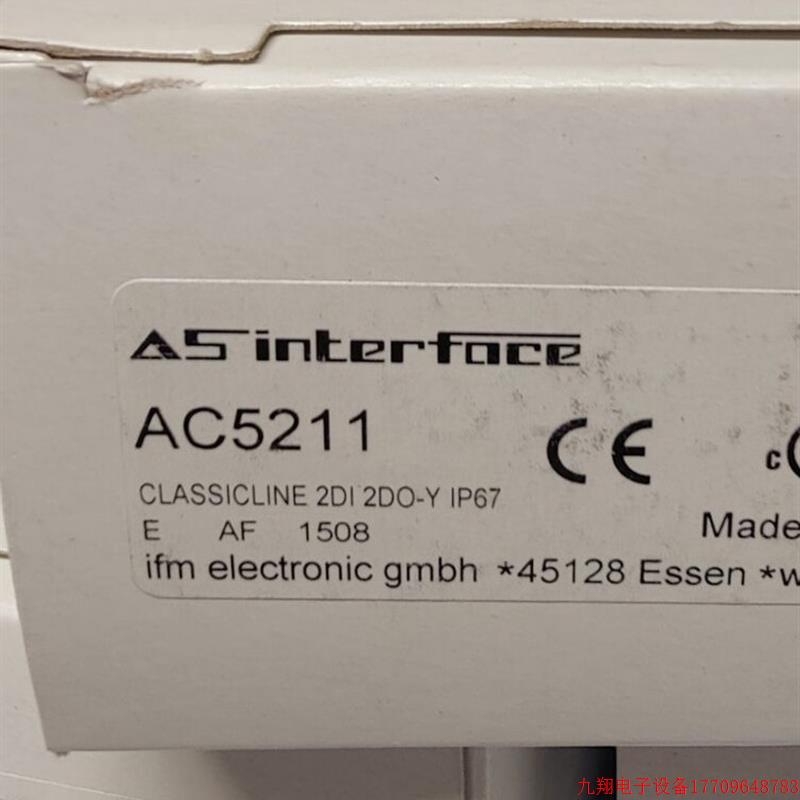 AS interface
AC5211
CE
c
CLASSICLINE 2DI 2DO-Y IP67
E AF 1508
Made
ifm electronic gmbh *45128 Essen *w
九翔电子设备17709648783